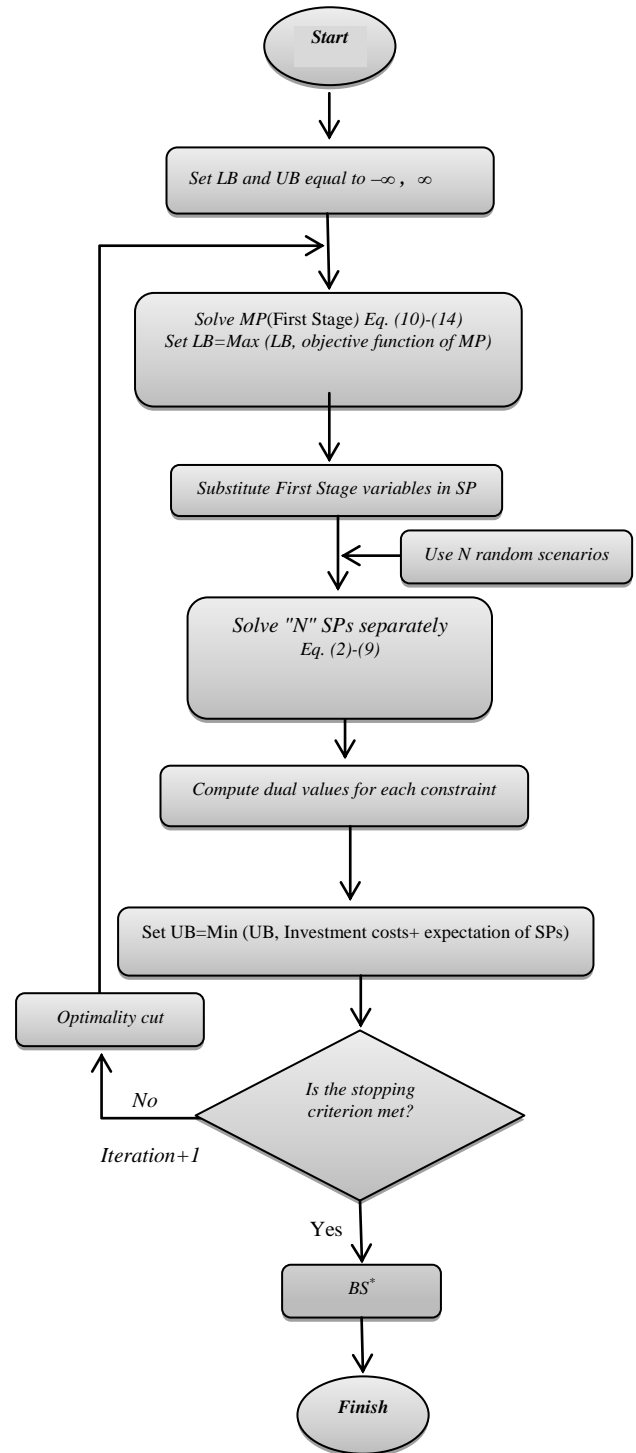 Start
Set LB and UB equal to −∞ , ∞
Solve MP(First Stage) Eq. (10)-(14)
Set LB=Max (LB, objective function of MP)
Substitute First Stage variables in SP
Use N random scenarios
Solve "N" SPs separately
Eq. (2)-(9)
Compute dual values for each constraint
Set UB=Min (UB, Investment costs+ expectation of SPs)
Optimality cut
Is the stopping
criterion met?
No
Iteration+1
Yes
BS*
Finish